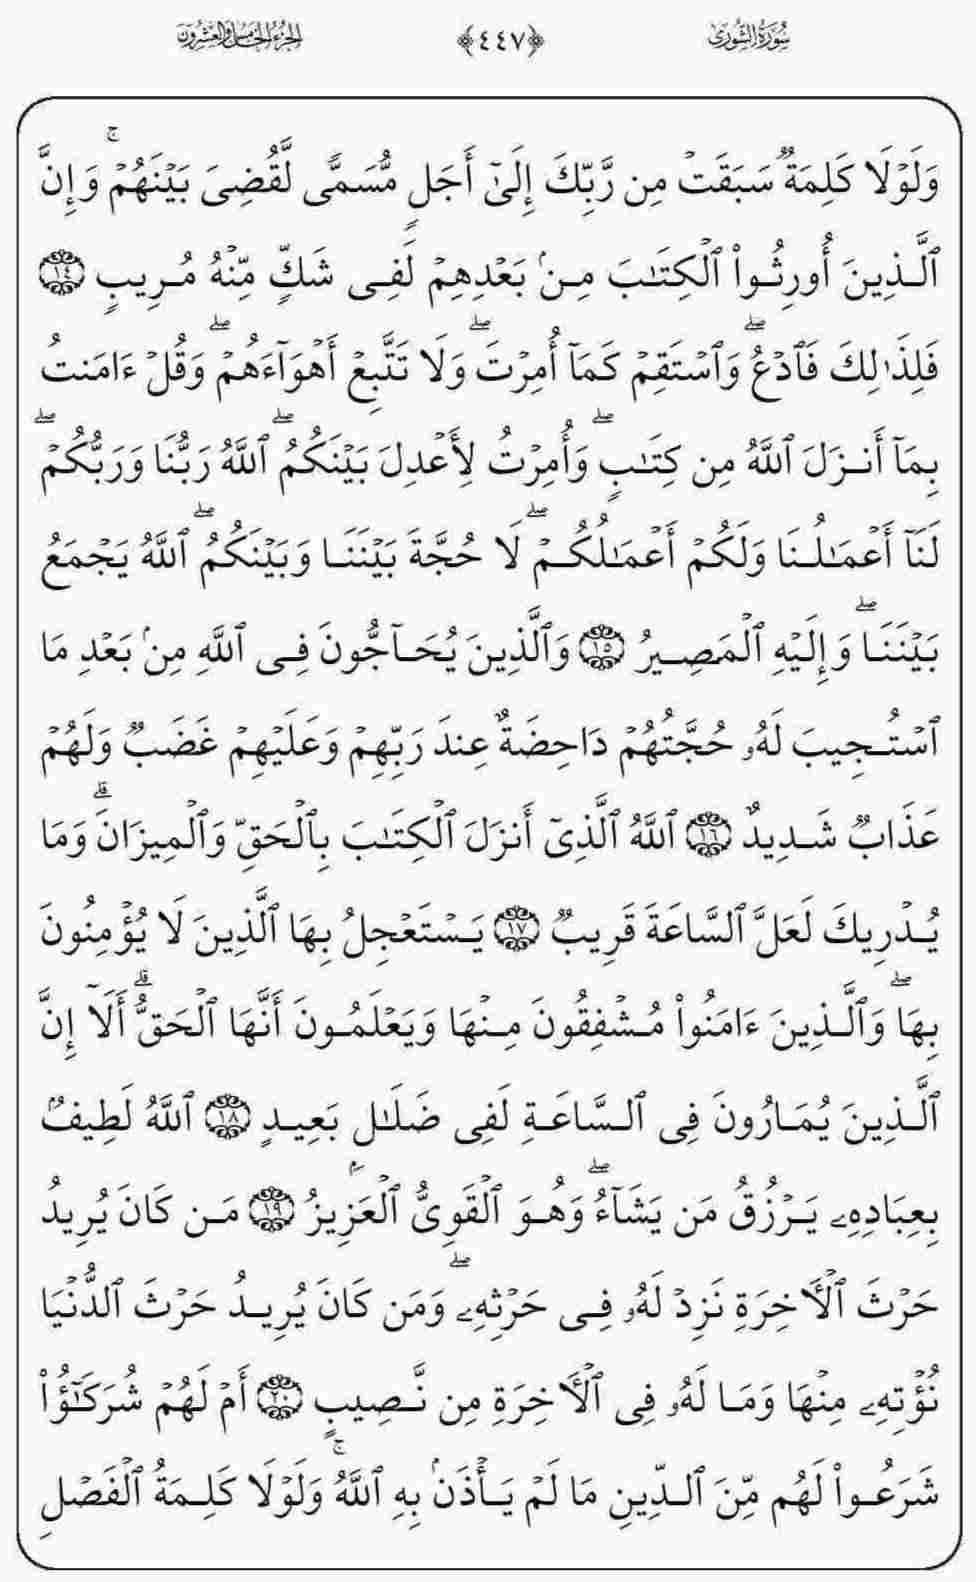 سُورَةُ الشُّورَىٰ ﴿٤٤٧﴾ الجُزْءُ الخَامِسُ وَالعِشْرُونَ
وَلَوۡلَا كَلِمَةٌ سَبَقَتۡ مِن رَّبِّكَ إِلَىٰٓ أَجَلٍ مُّسَمًّى لَّقُضِيَ بَيۡنَهُمۡۚ وَإِنَّ
ٱلَّذِينَ أُورِثُواْ ٱلۡكِتَٰبَ مِنۢ بَعۡدِهِمۡ لَفِي شَكٍّ مِّنۡهُ مُرِيبٍ ١٤
فَلِذَٰلِكَ فَٱدۡعُۖ وَٱسۡتَقِمۡ كَمَآ أُمِرۡتَۖ وَلَا تَتَّبِعۡ أَهۡوَآءَهُمۡۖ وَقُلۡ ءَامَنتُ
بِمَآ أَنزَلَ ٱللَّهُ مِن كِتَٰبٍۖ وَأُمِرۡتُ لِأَعۡدِلَ بَيۡنَكُمُۖ ٱللَّهُ رَبُّنَا وَرَبُّكُمۡۖ
لَنَآ أَعۡمَٰلُنَا وَلَكُمۡ أَعۡمَٰلُكُمۡۖ لَا حُجَّةَ بَيۡنَنَا وَبَيۡنَكُمُۖ ٱللَّهُ يَجۡمَعُ
بَيۡنَنَاۖ وَإِلَيۡهِ ٱلۡمَصِيرُ ١٥ وَٱلَّذِينَ يُحَآجُّونَ فِي ٱللَّهِ مِنۢ بَعۡدِ مَا
ٱسۡتُجِيبَ لَهُۥ حُجَّتُهُمۡ دَاحِضَةٌ عِندَ رَبِّهِمۡ وَعَلَيۡهِمۡ غَضَبٌ وَلَهُمۡ
عَذَابٌ شَدِيدٌ ١٦ ٱللَّهُ ٱلَّذِيٓ أَنزَلَ ٱلۡكِتَٰبَ بِٱلۡحَقِّ وَٱلۡمِيزَانَۗ وَمَا
يُدۡرِيكَ لَعَلَّ ٱلسَّاعَةَ قَرِيبٌ ١٧ يَسۡتَعۡجِلُ بِهَا ٱلَّذِينَ لَا يُؤۡمِنُونَ
بِهَاۖ وَٱلَّذِينَ ءَامَنُواْ مُشۡفِقُونَ مِنۡهَا وَيَعۡلَمُونَ أَنَّهَا ٱلۡحَقُّۗ أَلَآ إِنَّ
ٱلَّذِينَ يُمَارُونَ فِي ٱلسَّاعَةِ لَفِي ضَلَٰلٍ بَعِيدٍ ١٨ ٱللَّهُ لَطِيفٌ
بِعِبَادِهِۦ يَرۡزُقُ مَن يَشَآءُۖ وَهُوَ ٱلۡقَوِيُّ ٱلۡعَزِيزُ ١٩ مَن كَانَ يُرِيدُ
حَرۡثَ ٱلۡأٓخِرَةِ نَزِدۡ لَهُۥ فِي حَرۡثِهِۦۖ وَمَن كَانَ يُرِيدُ حَرۡثَ ٱلدُّنۡيَا
نُؤۡتِهِۦ مِنۡهَا وَمَا لَهُۥ فِي ٱلۡأٓخِرَةِ مِن نَّصِيبٍ ٢٠ أَمۡ لَهُمۡ شُرَكَٰٓؤُاْ
شَرَعُواْ لَهُم مِّنَ ٱلدِّينِ مَا لَمۡ يَأۡذَنۢ بِهِ ٱللَّهُۚ وَلَوۡلَا كَلِمَةُ ٱلۡفَصۡلِ